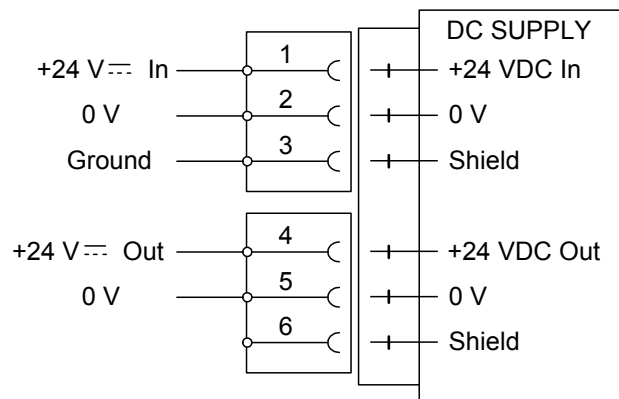 DC SUPPLY
+24 V⎓ In 1 +24 VDC In
0 V 2 0 V
Ground 3 Shield
+24 V⎓ Out 4 +24 VDC Out
0 V 5 0 V
6 Shield